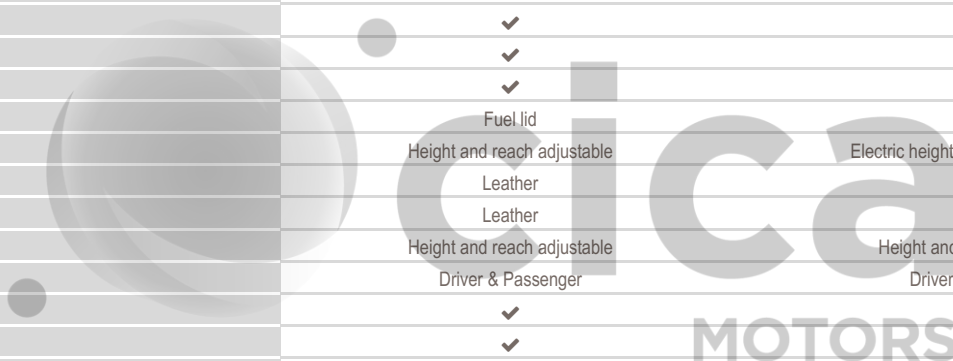 ✔
✔
✔
Fuel lid
Height and reach adjustable Electric height
Leather
Leather
Height and reach adjustable Height and
Driver & Passenger Driver
✔
✔
cica
MOTORS